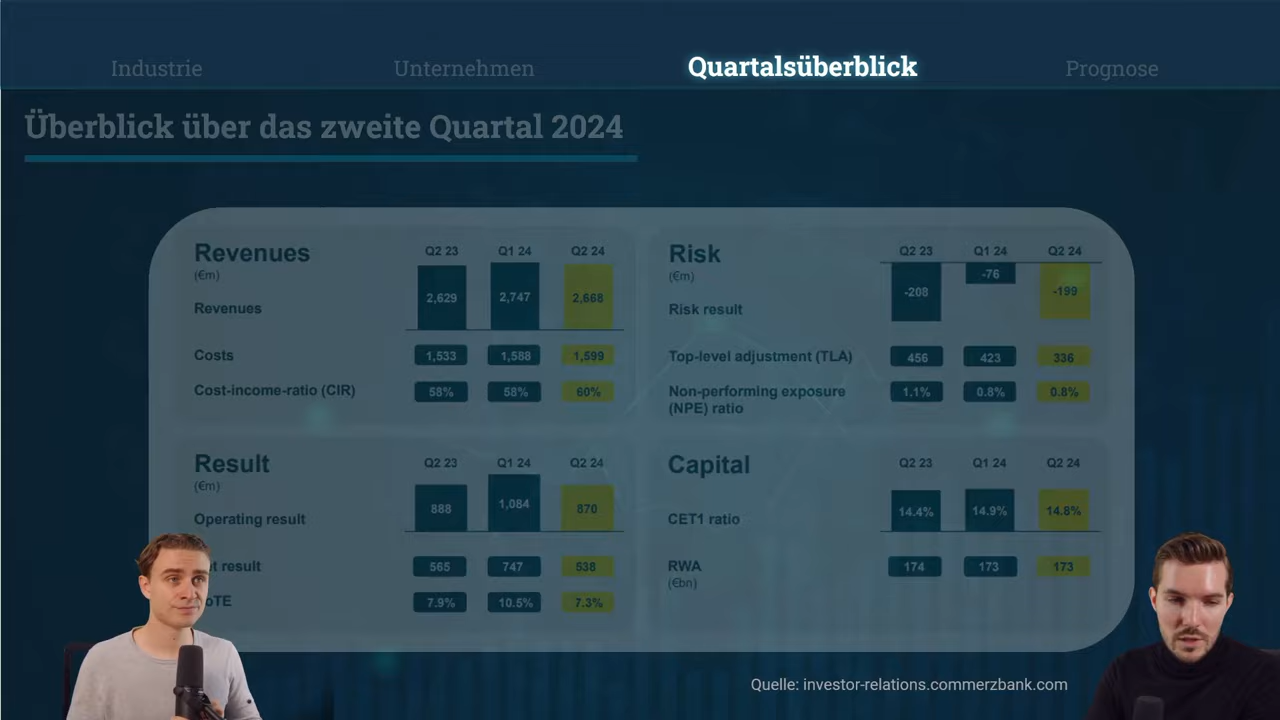 Industrie Unternehmen Quartalsüberblick Prognose
Überblick über das zweite Quartal 2024
Revenues Q2 23 Q1 24 Q2 24
(€m)
Revenues 2,629 2,747 2,668
Costs 1,533 1,588 1,599
Cost-income-ratio (CIR) 58% 58% 60%
Risk Q2 23 Q1 24 Q2 24
(€m)
-208 -76 -199
Risk result
Top-level adjustment (TLA) 456 423 336
Non-performing exposure 1.1% 0.8% 0.8%
(NPE) ratio
Result Q2 23 Q1 24 Q2 24
(€m)
Operating result 888 1,084 870
result 565 747 538
oTE 7.9% 10.5% 7.3%
Capital Q2 23 Q1 24 Q2 24
CET1 ratio 14.4% 14.9% 14.8%
RWA 174 173 173
(€bn)
Quelle: investor-relations.commerzbank.com